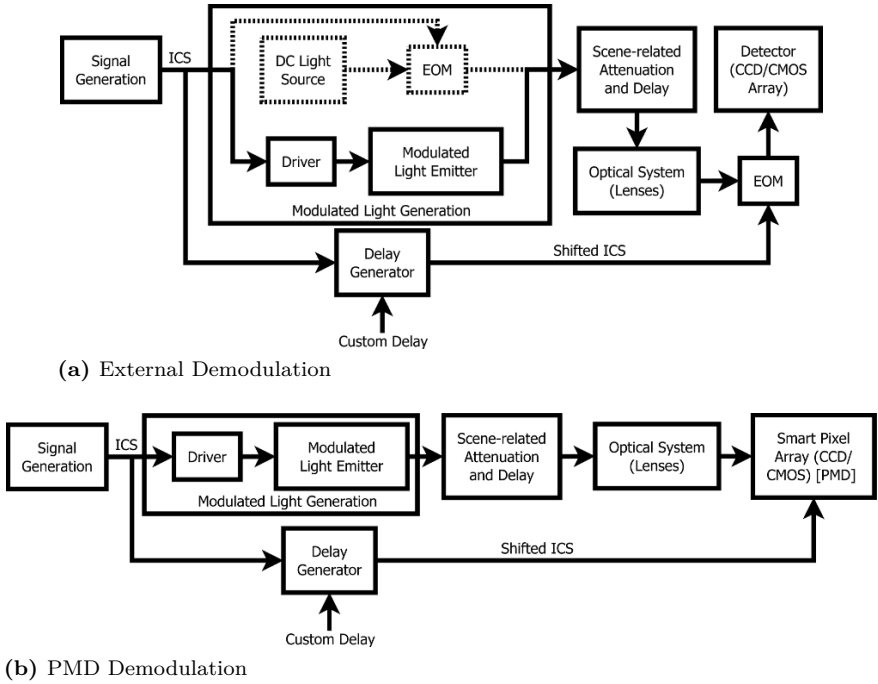 Signal
Generation
ICS
DC Light
Source
EOM
Driver
Modulated
Light Emitter
Modulated Light Generation
Scene-related
Attenuation
and Delay
Detector
(CCD/CMOS
Array)
Optical System
(Lenses)
EOM
Delay
Generator
Shifted ICS
Custom Delay
(a) External Demodulation
Signal
Generation
ICS
Driver
Modulated
Light Emitter
Modulated Light Generation
Scene-related
Attenuation
and Delay
Optical System
(Lenses)
Smart Pixel
Array (CCD/
CMOS) [PMD]
Delay
Generator
Shifted ICS
Custom Delay
(b) PMD Demodulation